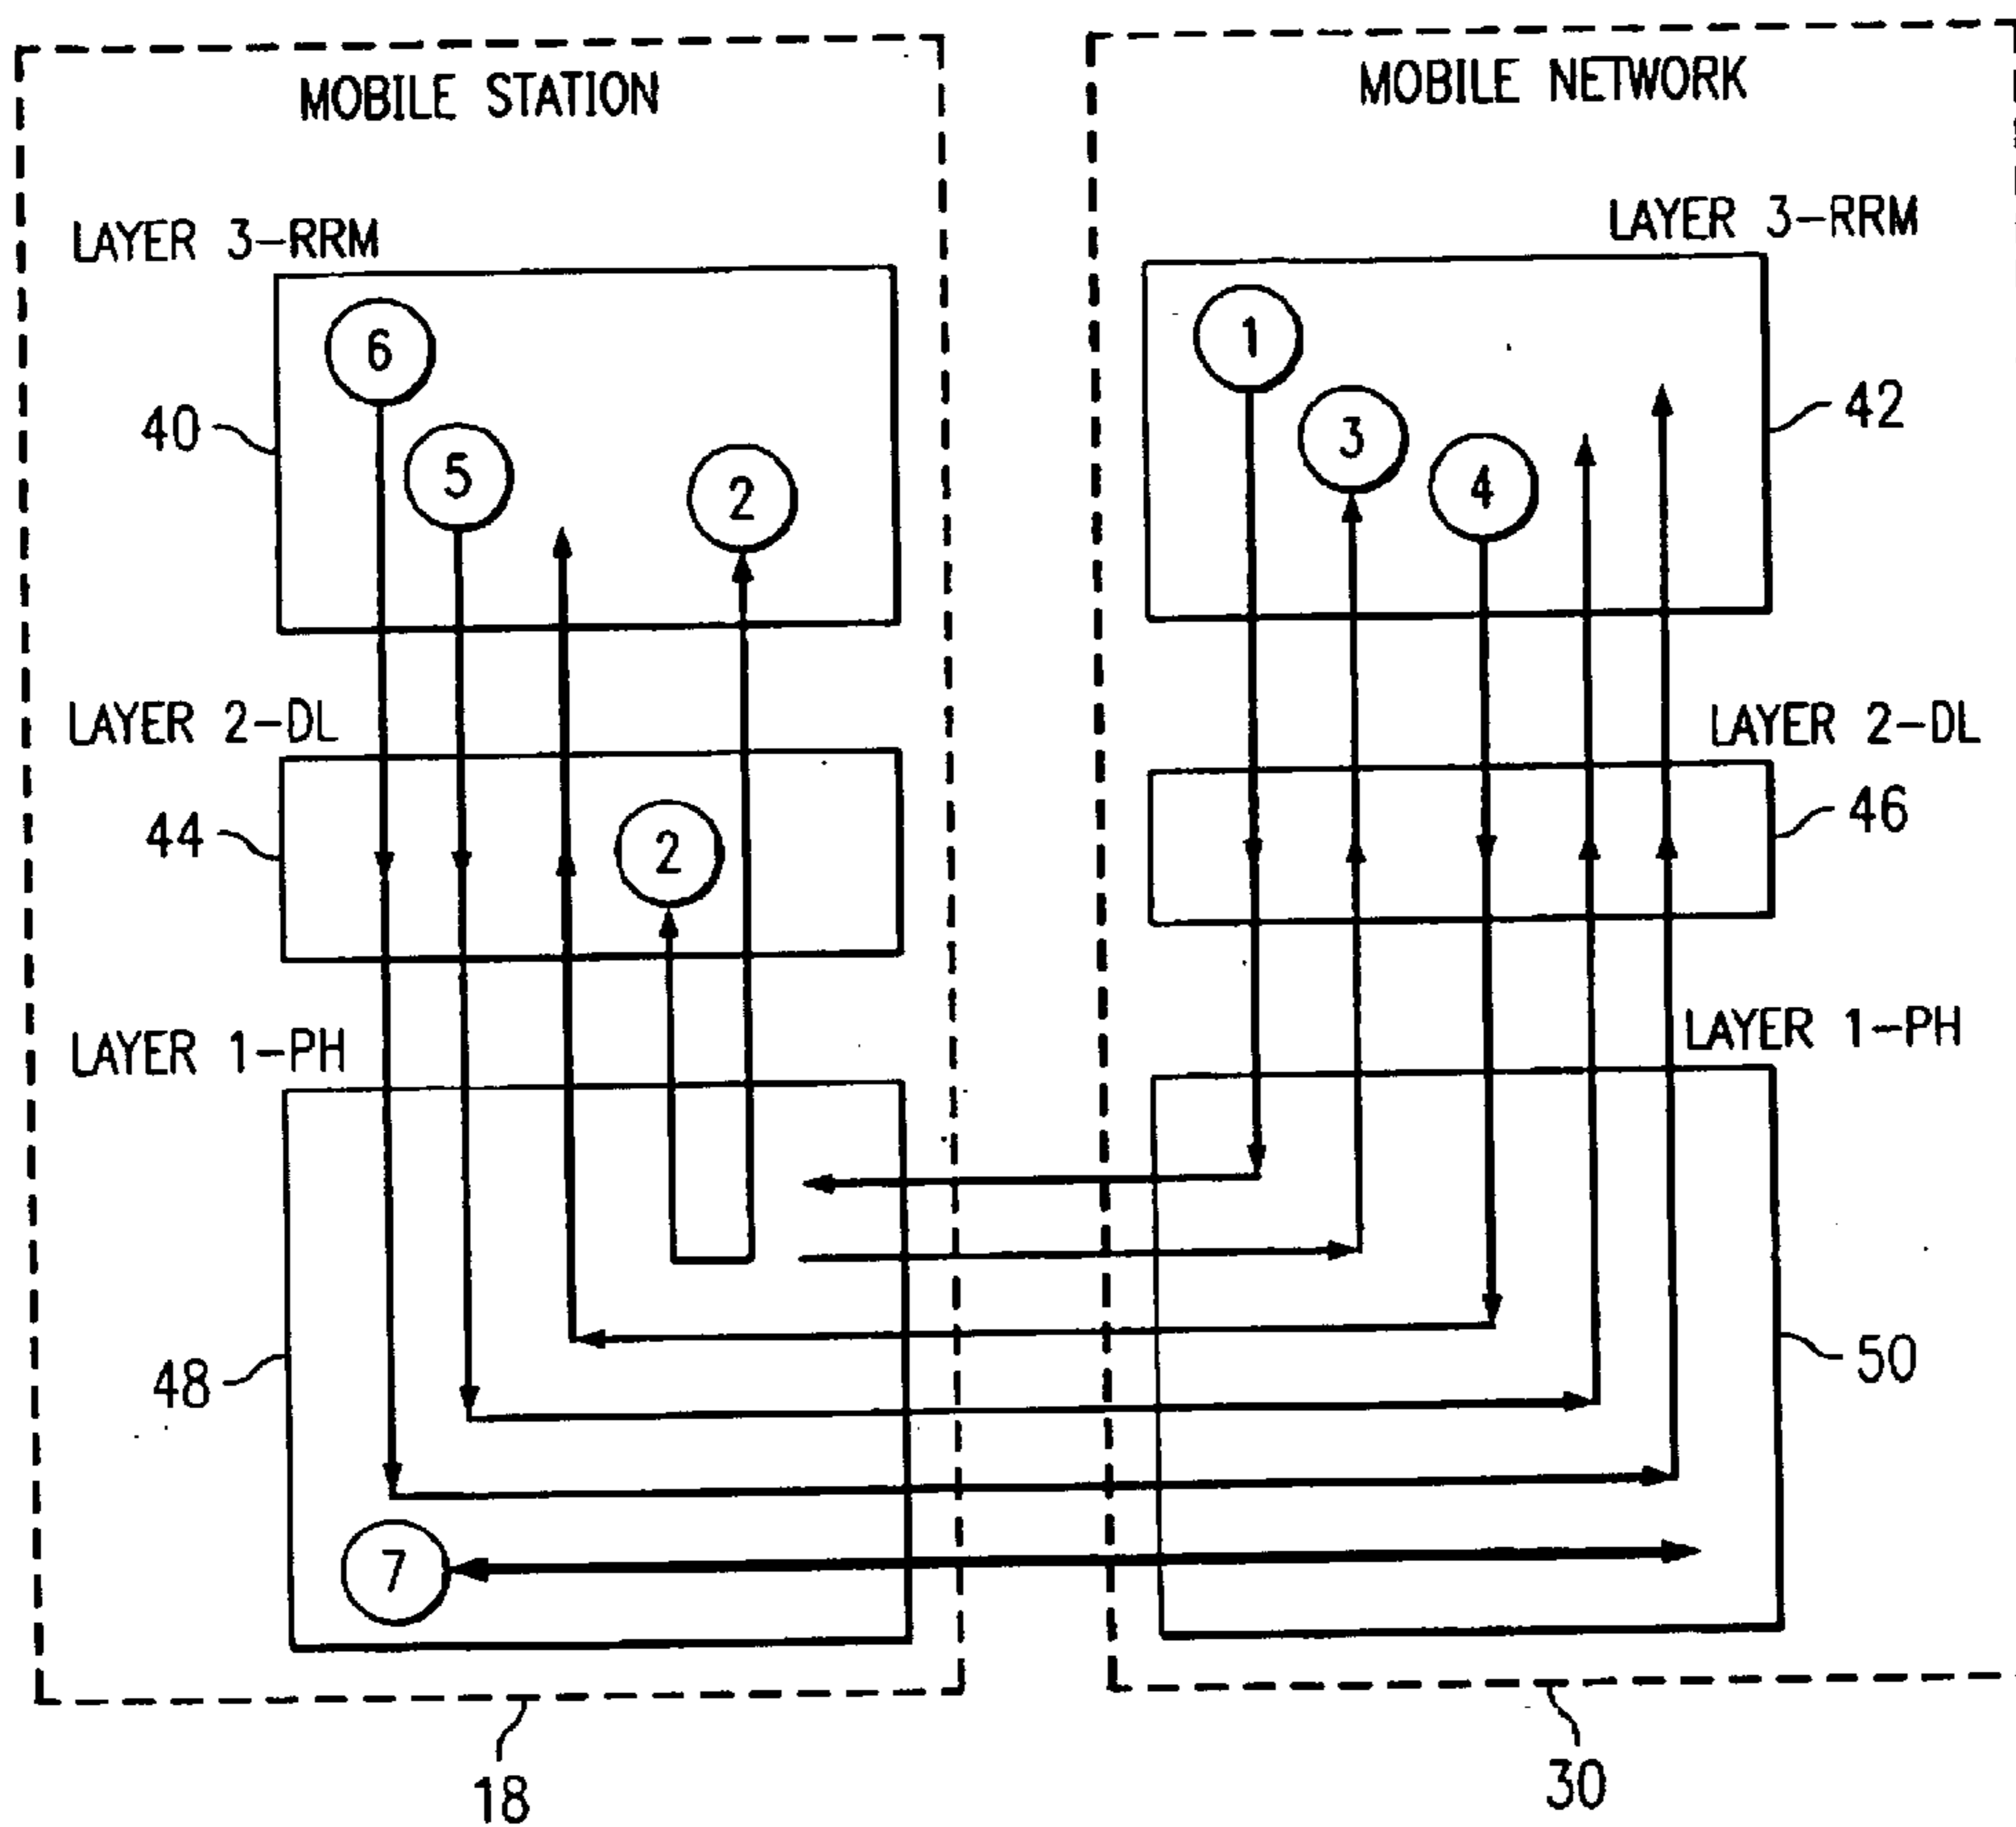 MOBILE STATION
MOBILE NETWORK
LAYER 3-RRM
LAYER 3-RRM
6
1
40
5
2
3
4
42
LAYER 2-DL
LAYER 2-DL
44
2
46
LAYER 1-PH
LAYER 1-PH
48
50
7
18
30